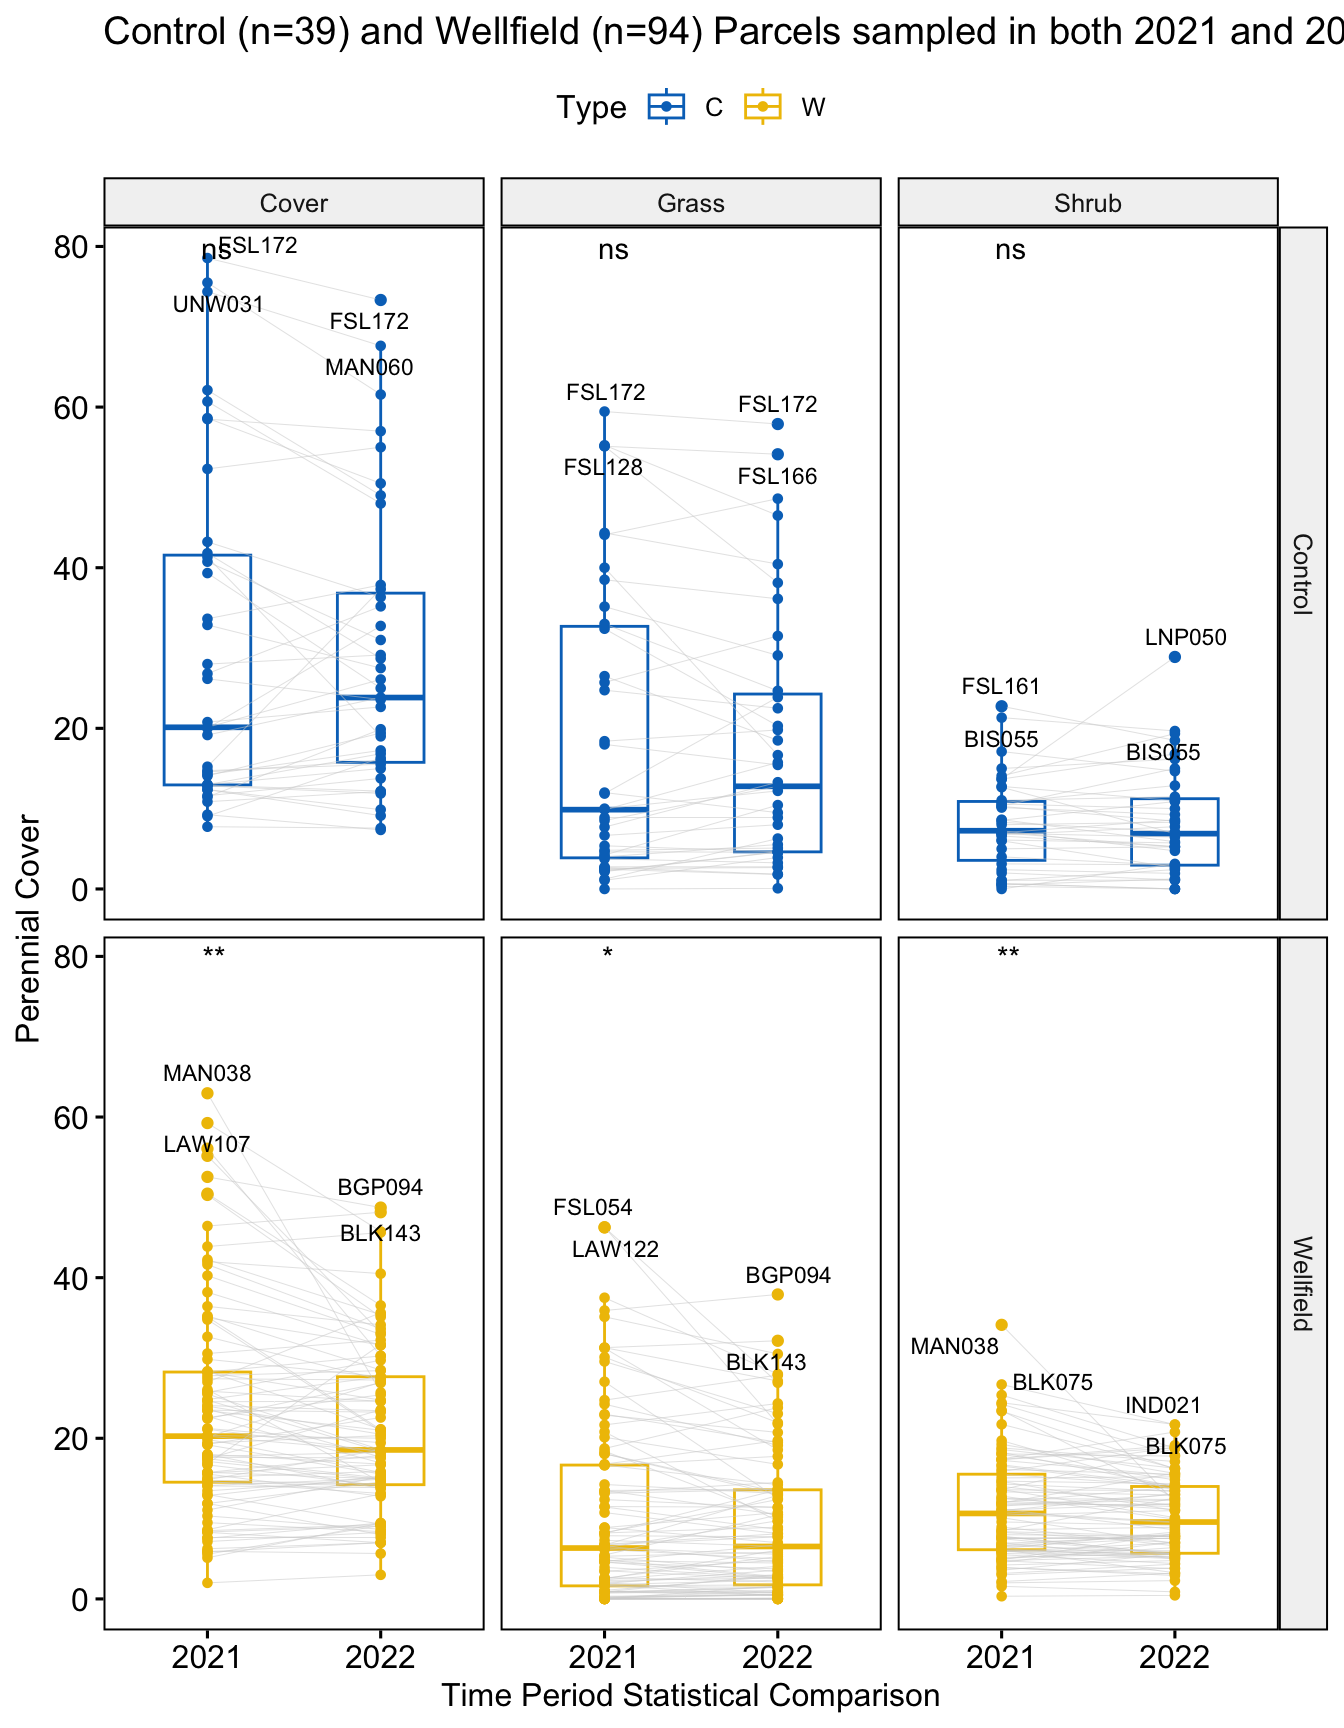 Control (n=39) and Wellfield (n=94) Parcels sampled in both 2021 and 20
Type C W
Cover Grass Shrub
Control
Wellfield
Perennial Cover
80
60
40
20
0
ns
FSL172
UNW031
FSL172
MAN060
ns
FSL172
FSL128
FSL172
FSL166
ns
FSL161
BIS055
LNP050
BIS055
80
60
40
20
0
**
MAN038
LAW107
BGP094
BLK143
*
FSL054
LAW122
BGP094
BLK143
**
MAN038
BLK075
IND021
BLK075
2021 2022 2021 2022 2021 2022
Time Period Statistical Comparison